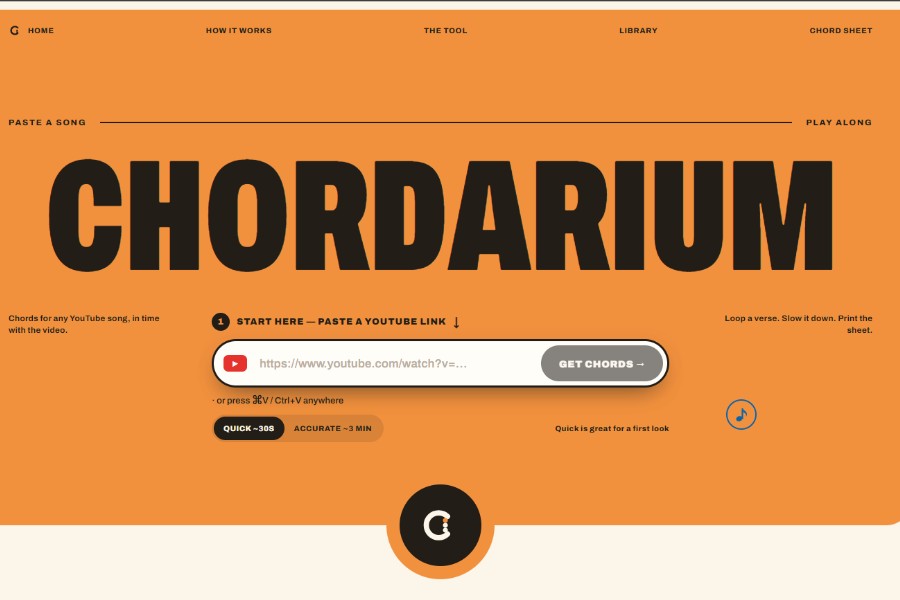 HOME
HOW IT WORKS
THE TOOL
LIBRARY
CHORD SHEET
PASTE A SONG
PLAY ALONG
CHORDARIUM
Chords for any YouTube song, in time
with the video.
1 START HERE — PASTE A YOUTUBE LINK ↓
Loop a verse. Slow it down. Print the
sheet.
https://www.youtube.com/watch?v=...
GET CHORDS →
· or press ⌘V / Ctrl+V anywhere
QUICK ~30S
ACCURATE ~3 MIN
Quick is great for a first look